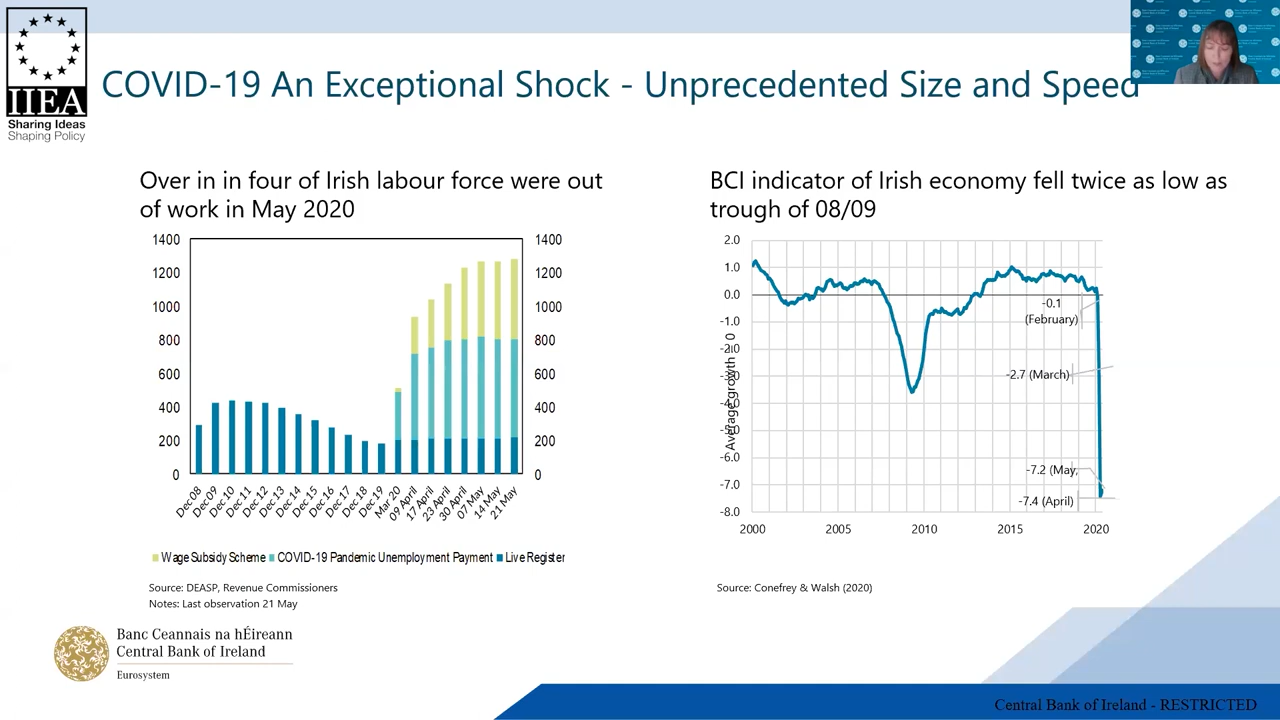 IIEA
Sharing Ideas
Shaping Policy
COVID-19 An Exceptional Shock - Unprecedented Size and Speed
Over in in four of Irish labour force were out
of work in May 2020
1400
1200
1000
800
600
400
200
0
1400
1200
1000
800
600
400
200
0
Dec 08
Dec 09
Dec 10
Dec 11
Dec 12
Dec 13
Dec 14
Dec 15
Dec 16
Dec 17
Dec 18
Dec 19
Mar 20
09 April
17 April
23 April
30 April
07 May
14 May
21 May
Wage Subsidy Scheme COVID-19 Pandemic Unemployment Payment Live Register
Source: DEASP, Revenue Commissioners
Notes: Last observation 21 May
BCI indicator of Irish economy fell twice as low as
trough of 08/09
Average growth = 0
2.0
1.0
0.0
-1.0
-2.0
-3.0
-4.0
-5.0
-6.0
-7.0
-8.0
-0.1
(February)
-2.7 (March)
-7.2 (May,
-7.4 (April)
2000 2005 2010 2015 2020
Source: Conefrey & Walsh (2020)
Banc Ceannais na hÉireann
Central Bank of Ireland
Eurosystem
Central Bank of Ireland - RESTRICTED